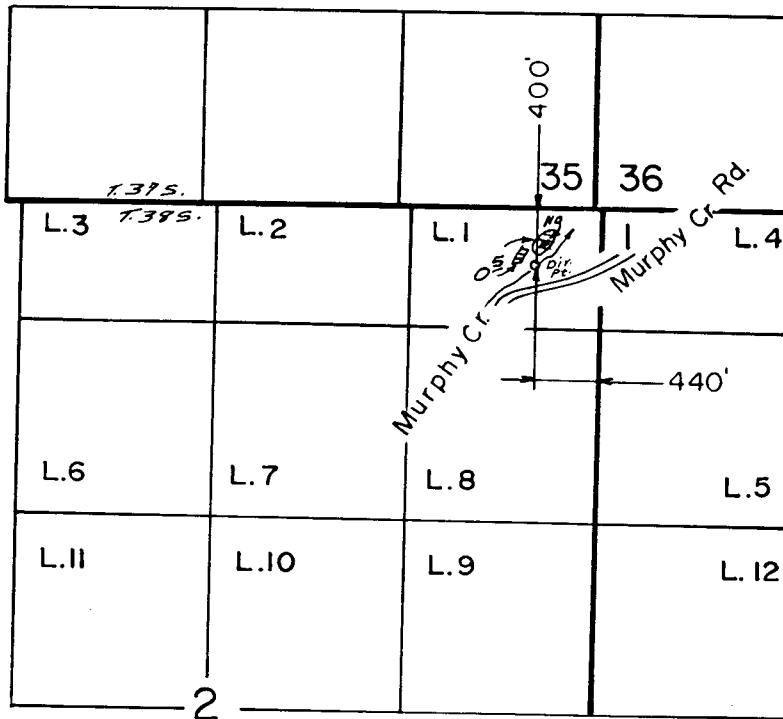 400'
35 36
T. 37 S.
T. 38 S.
L.3 L.2 L.1 1 L.4
Dir. Pt.
Murphy Cr. Rd.
Murphy Cr.
440'
L.6 L.7 L.8 L.5
L.11 L.10 L.9 L.12
2